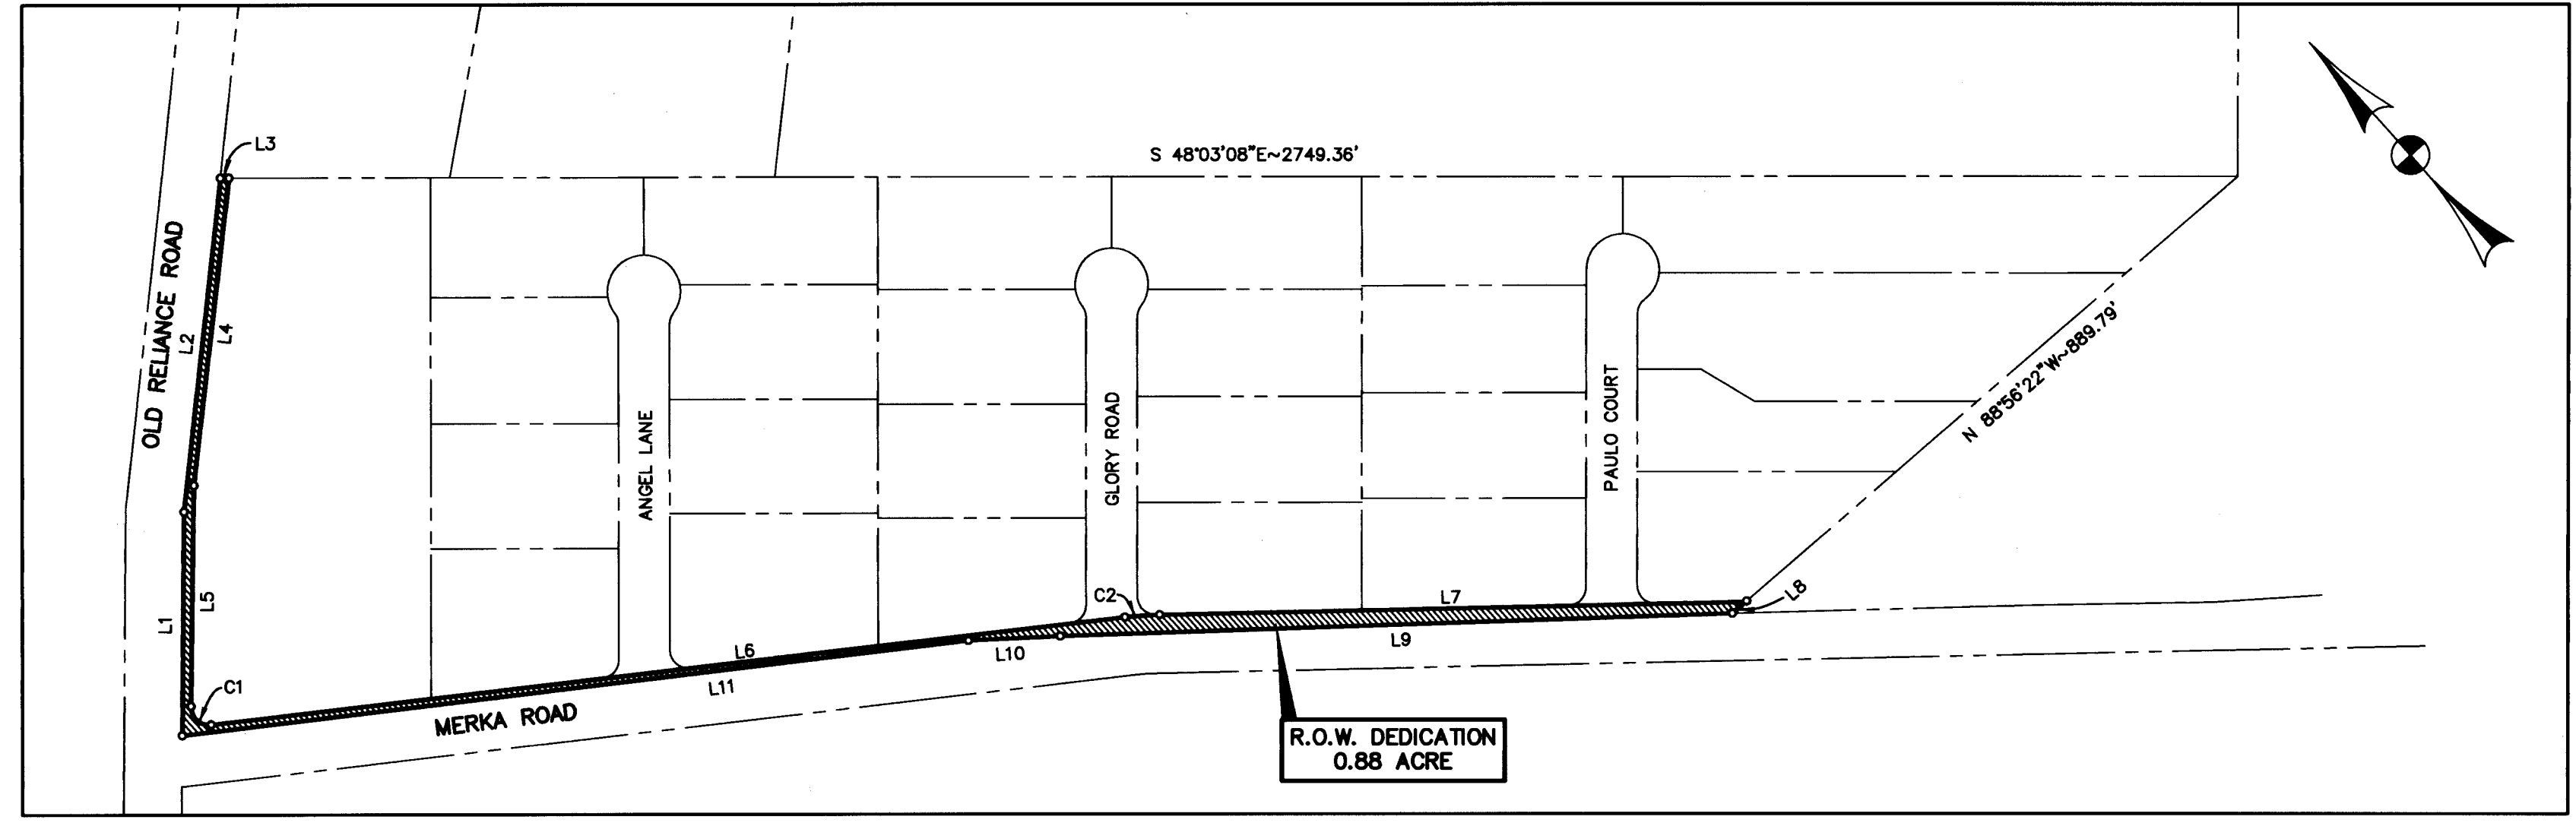 L3
S 48°03'08"E~2749.36'
OLD RELIANCE ROAD
L2
L4
N 88°56'22"W~889.79'
ANGEL LANE
GLORY ROAD
PAULO COURT
L1
L5
C1
C2
L7
L8
L6
L10
L9
L11
MERKA ROAD
R.O.W. DEDICATION
0.88 ACRE